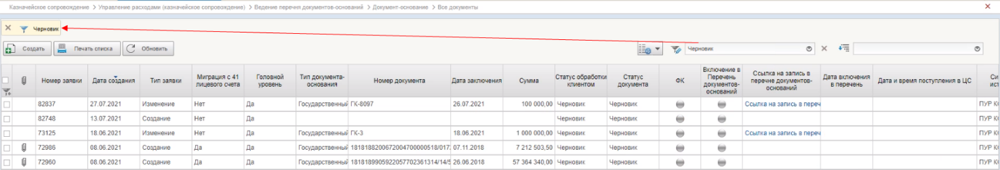 Казначейское сопровождение > Управление расходами (казначейское сопровождение) > Ведение перечня документов-оснований > Документ-основание > Все документы
Черновик
Создать Печать списка Обновить Черновик
Номер заявки Дата создания Тип заявки Миграция с 41 лицевого счета Головной уровень Тип документа-основания Номер документа Дата заключения Сумма Статус обработки клиентом Статус документа ФК Включение в Перечень документов-оснований Ссылка на запись в перечне документов-оснований Дата включения в перечень Дата и время поступления в ЦС Си ист
82837 27.07.2021 Изменение Нет Да Государственный ГК-8097 26.07.2021 100 000,00 Черновик Черновик Ссылка на запись в переч ПУР К
82748 13.07.2021 Создание Нет Да Черновик Черновик ПУР К
73125 18.06.2021 Изменение Нет Да Государственный ГК-3 18.06.2021 1 000 000,00 Черновик Черновик Ссылка на запись в переч ПУР К
72986 08.06.2021 Создание Да Да Государственный 1818188200672004700000518/017 07.11.2018 7 212 503,50 Черновик Черновик ПУР К
72960 08.06.2021 Создание Да Да Государственный 1818189905922057702361314/14/5 26.06.2018 57 364 340,00 Черновик Черновик ПУР К